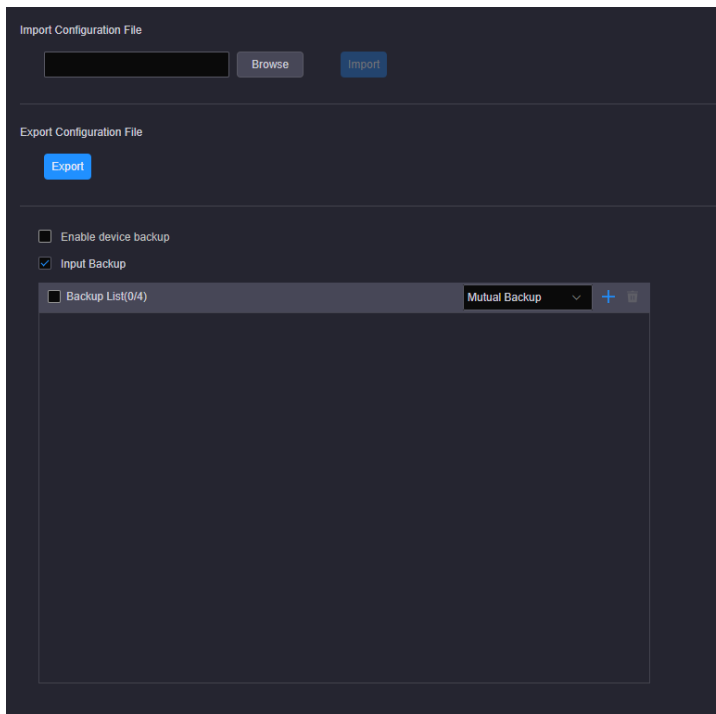 Import Configuration File
Browse
Import
Export Configuration File
Export
Enable device backup
Input Backup
Backup List(0/4)
Mutual Backup